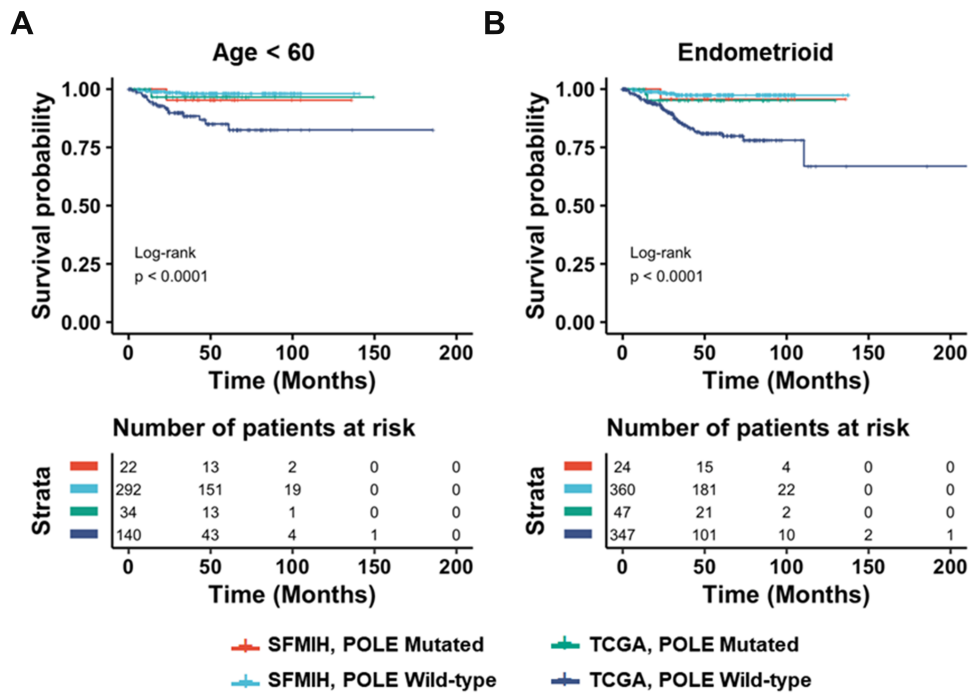 A
B
Age < 60
Endometrioid
Survival probability
1.00
0.75
0.50
0.25
0.00
Log-rank
p < 0.0001
0 50 100 150 200
Time (Months)
Survival probability
1.00
0.75
0.50
0.25
0.00
Log-rank
p < 0.0001
0 50 100 150 200
Time (Months)
Number of patients at risk
Strata
22 13 2 0 0
292 151 19 0 0
34 13 1 0 0
140 43 4 1 0
0 50 100 150 200
Time (Months)
Number of patients at risk
Strata
24 15 4 0 0
360 181 22 0 0
47 21 2 0 0
347 101 10 2 1
0 50 100 150 200
Time (Months)
SFMIH, POLE Mutated
TCGA, POLE Mutated
SFMIH, POLE Wild-type
TCGA, POLE Wild-type